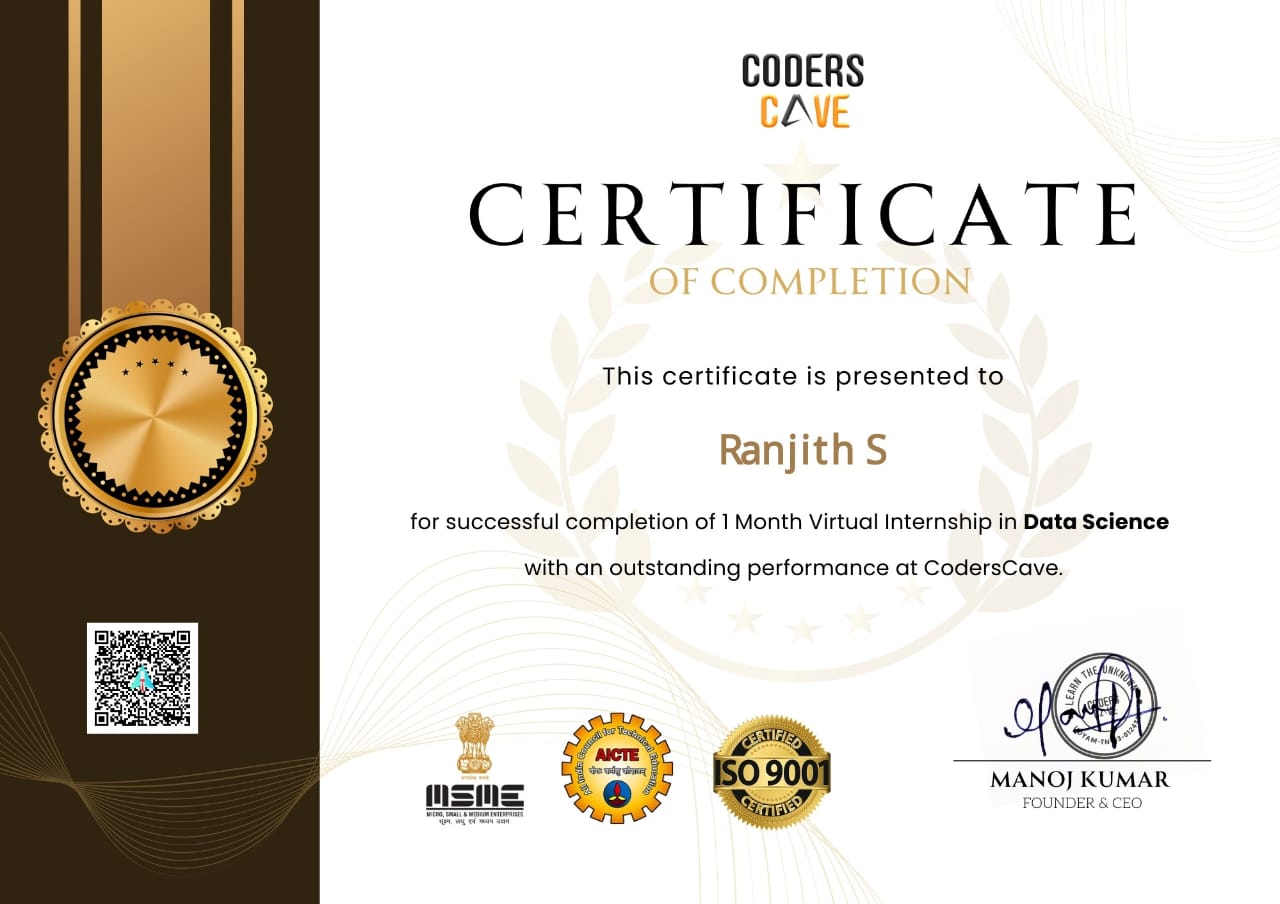 CODERS
CAVE
CERTIFICATE
OF COMPLETION
This certificate is presented to
Ranjith S
for successful completion of 1 Month Virtual Internship in Data Science
with an outstanding performance at CodersCave.
LEARN THE UNKNOWN
CODERS
MSME
MICRO, SMALL & MEDIUM ENTERPRISES
सूक्ष्म, लघु एवं मध्यम उद्यम
All India Council for Technical Education
AICTE
CERTIFIED
ISO 9001
CERTIFIED
MANOJ KUMAR
FOUNDER & CEO